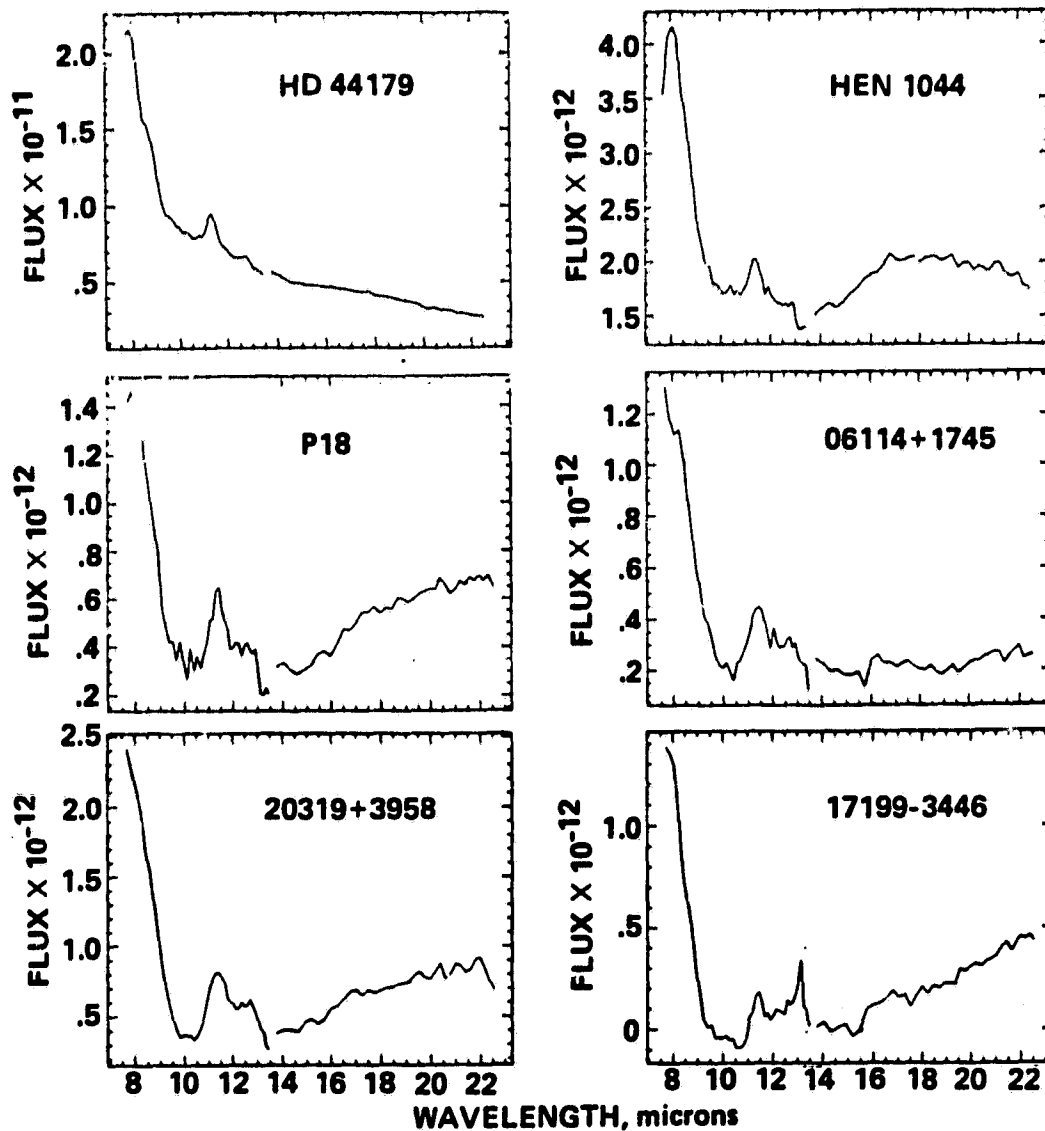 HD 44179
FLUX × 10⁻¹¹
2.0
1.5
1.0
.5
HEN 1044
FLUX × 10⁻¹²
4.0
3.5
3.0
2.5
2.0
1.5
P18
FLUX × 10⁻¹²
1.4
1.2
1.0
.8
.6
.4
.2
06114+1745
FLUX × 10⁻¹²
1.2
1.0
.8
.6
.4
.2
20319+3958
FLUX × 10⁻¹²
2.5
2.0
1.5
1.0
.5
8 10 12 14 16 18 20 22
17199-3446
FLUX × 10⁻¹²
1.0
.5
0
8 10 12 14 16 18 20 22
WAVELENGTH, microns